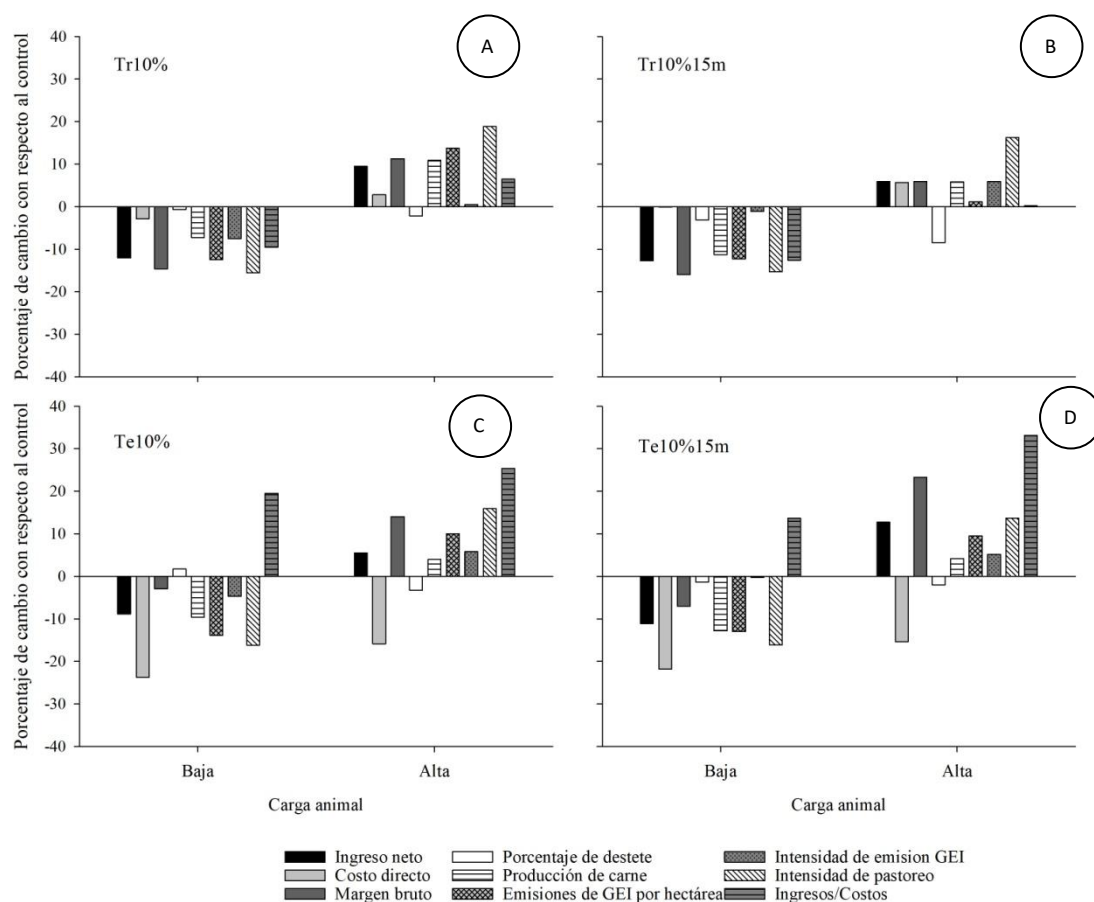 Porcentaje de cambio con respecto al control
40
30
20
10
0
-10
-20
-30
-40
Tr10%
A
Tr10%15m
B
Porcentaje de cambio con respecto al control
40
30
20
10
0
-10
-20
-30
-40
Te10%
C
Te10%15m
D
Baja
Alta
Baja
Alta
Carga animal
Carga animal
Ingreso neto
Costo directo
Margen bruto
Porcentaje de destete
Producción de carne
Emisiones de GEI por hectárea
Intensidad de emision GEI
Intensidad de pastoreo
Ingresos/Costos